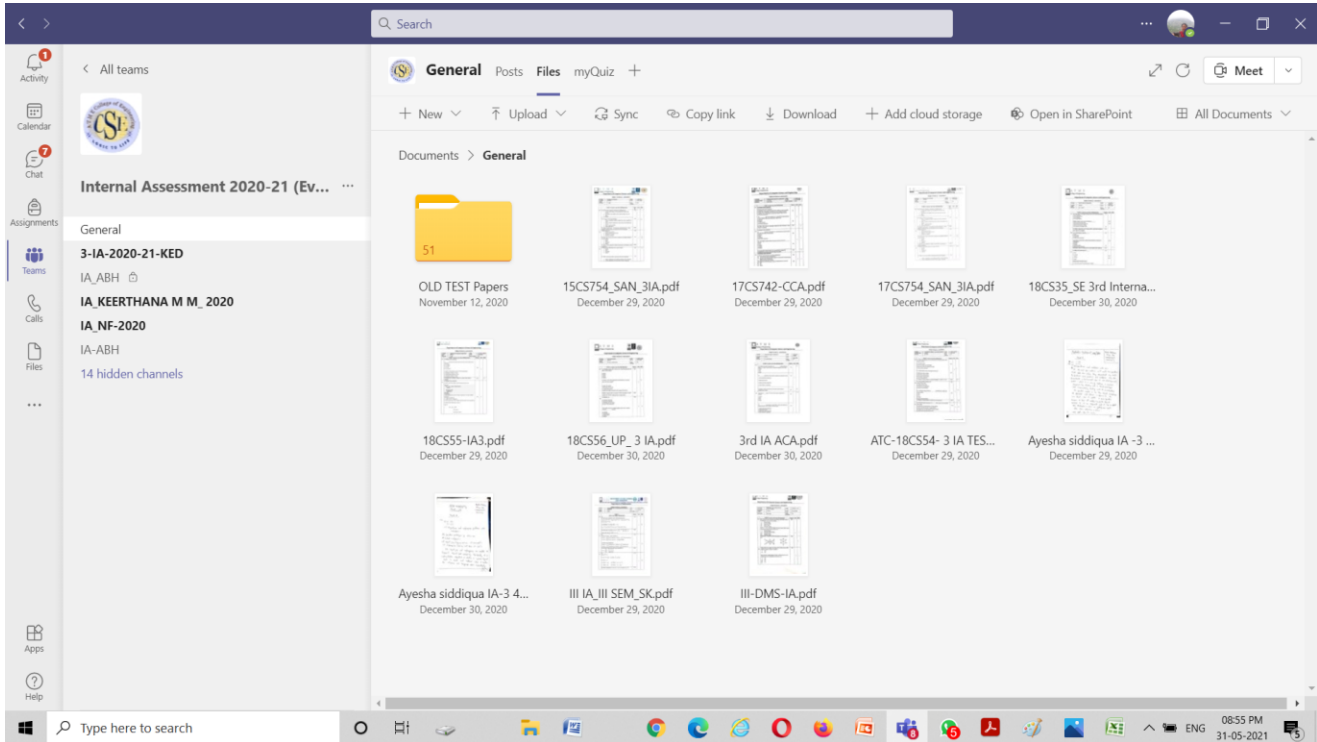 Search
1
Activity
Calendar
7
Chat
Assignments
Teams
Calls
Files
Apps
Help
All teams
CSE
Internal Assessment 2020-21 (Ev...
General
3-IA-2020-21-KED
IA_ABH
IA_KEERTHANA M M_ 2020
IA_NF-2020
IA-ABH
14 hidden channels
General Posts Files myQuiz
Meet
New Upload Sync Copy link Download Add cloud storage Open in SharePoint All Documents
Documents > General
51
OLD TEST Papers
November 12, 2020
15CS754_SAN_3IA.pdf
December 29, 2020
17CS742-CCA.pdf
December 29, 2020
17CS754_SAN_3IA.pdf
December 29, 2020
18CS35_SE 3rd Interna...
December 30, 2020
18CS55-IA3.pdf
December 29, 2020
18CS56_UP_ 3 IA.pdf
December 30, 2020
3rd IA ACA.pdf
December 30, 2020
ATC-18CS54- 3 IA TES...
December 29, 2020
Ayesha siddiqua IA -3 ...
December 29, 2020
Ayesha siddiqua IA-3 4...
December 30, 2020
III IA_III SEM_SK.pdf
December 29, 2020
III-DMS-IA.pdf
December 29, 2020
Type here to search
ENG
08:55 PM
31-05-2021